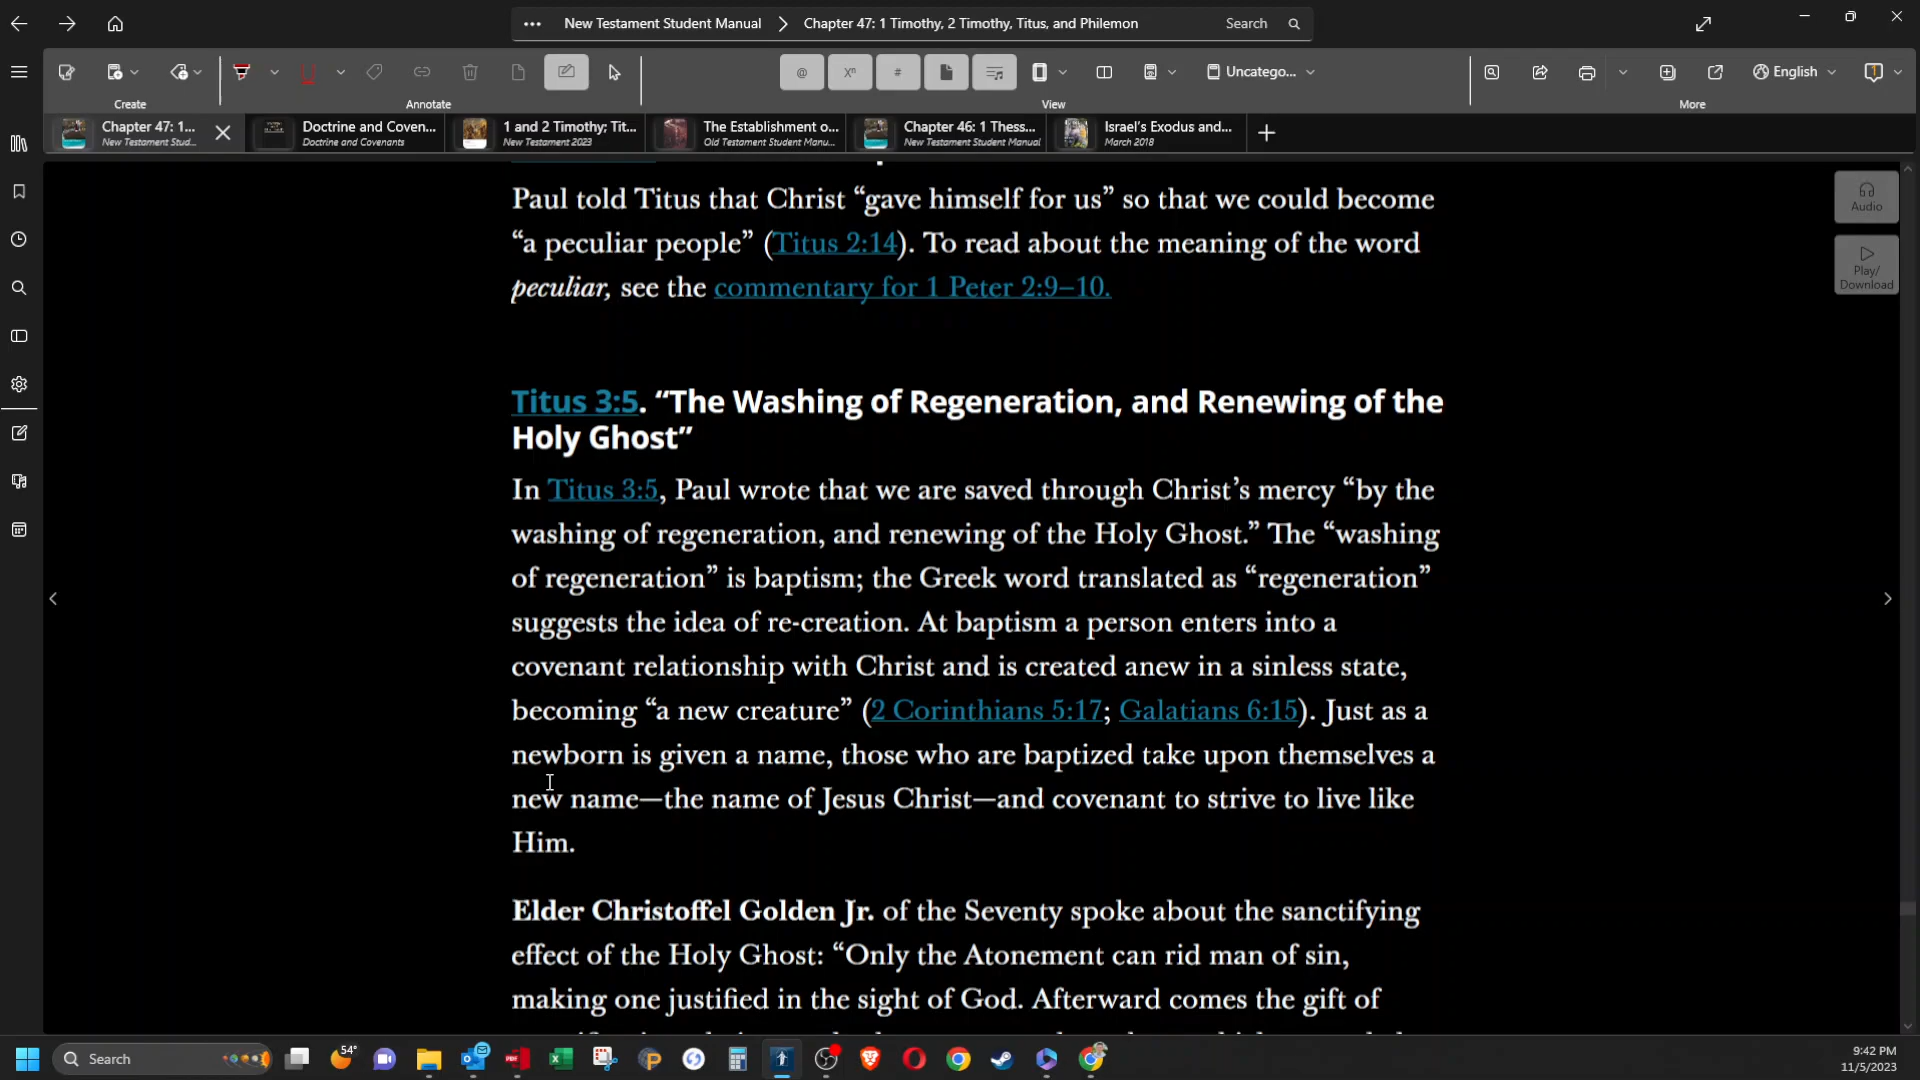 New Testament Student Manual > Chapter 47: 1 Timothy, 2 Timothy, Titus, and Philemon Search
@ Xⁿ # Uncatego... English 1
Create Annotate View More
Chapter 47: 1... Doctrine and Coven... 1 and 2 Timothy; Tit... The Establishment o... Chapter 46: 1 Thess... Israel's Exodus and...
New Testament Stud... Doctrine and Covenants New Testament 2023 Old Testament Student Manu... New Testament Student Manual March 2018
Audio
Play/
Download
Paul told Titus that Christ “gave himself for us” so that we could become
“a peculiar people” (Titus 2:14). To read about the meaning of the word
peculiar, see the commentary for 1 Peter 2:9–10.
Titus 3:5. “The Washing of Regeneration, and Renewing of the
Holy Ghost”
In Titus 3:5, Paul wrote that we are saved through Christ’s mercy “by the
washing of regeneration, and renewing of the Holy Ghost.” The “washing
of regeneration” is baptism; the Greek word translated as “regeneration”
suggests the idea of re-creation. At baptism a person enters into a
covenant relationship with Christ and is created anew in a sinless state,
becoming “a new creature” (2 Corinthians 5:17; Galatians 6:15). Just as a
newborn is given a name, those who are baptized take upon themselves a
new name—the name of Jesus Christ—and covenant to strive to live like
Him.
Elder Christoffel Golden Jr. of the Seventy spoke about the sanctifying
effect of the Holy Ghost: “Only the Atonement can rid man of sin,
making one justified in the sight of God. Afterward comes the gift of
Search 54° PDF
9:42 PM
11/5/2023